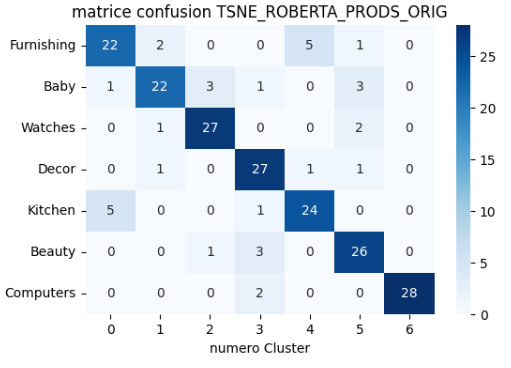 matrice confusion TSNE_ROBERTA_PRODS_ORIG
Furnishing 22 2 0 0 5 1 0
Baby 1 22 3 1 0 3 0
Watches 0 1 27 0 0 2 0
Decor 0 1 0 27 1 1 0
Kitchen 5 0 0 1 24 0 0
Beauty 0 0 1 3 0 26 0
Computers 0 0 0 2 0 0 28
0 1 2 3 4 5 6
numero Cluster
25
20
15
10
5
0